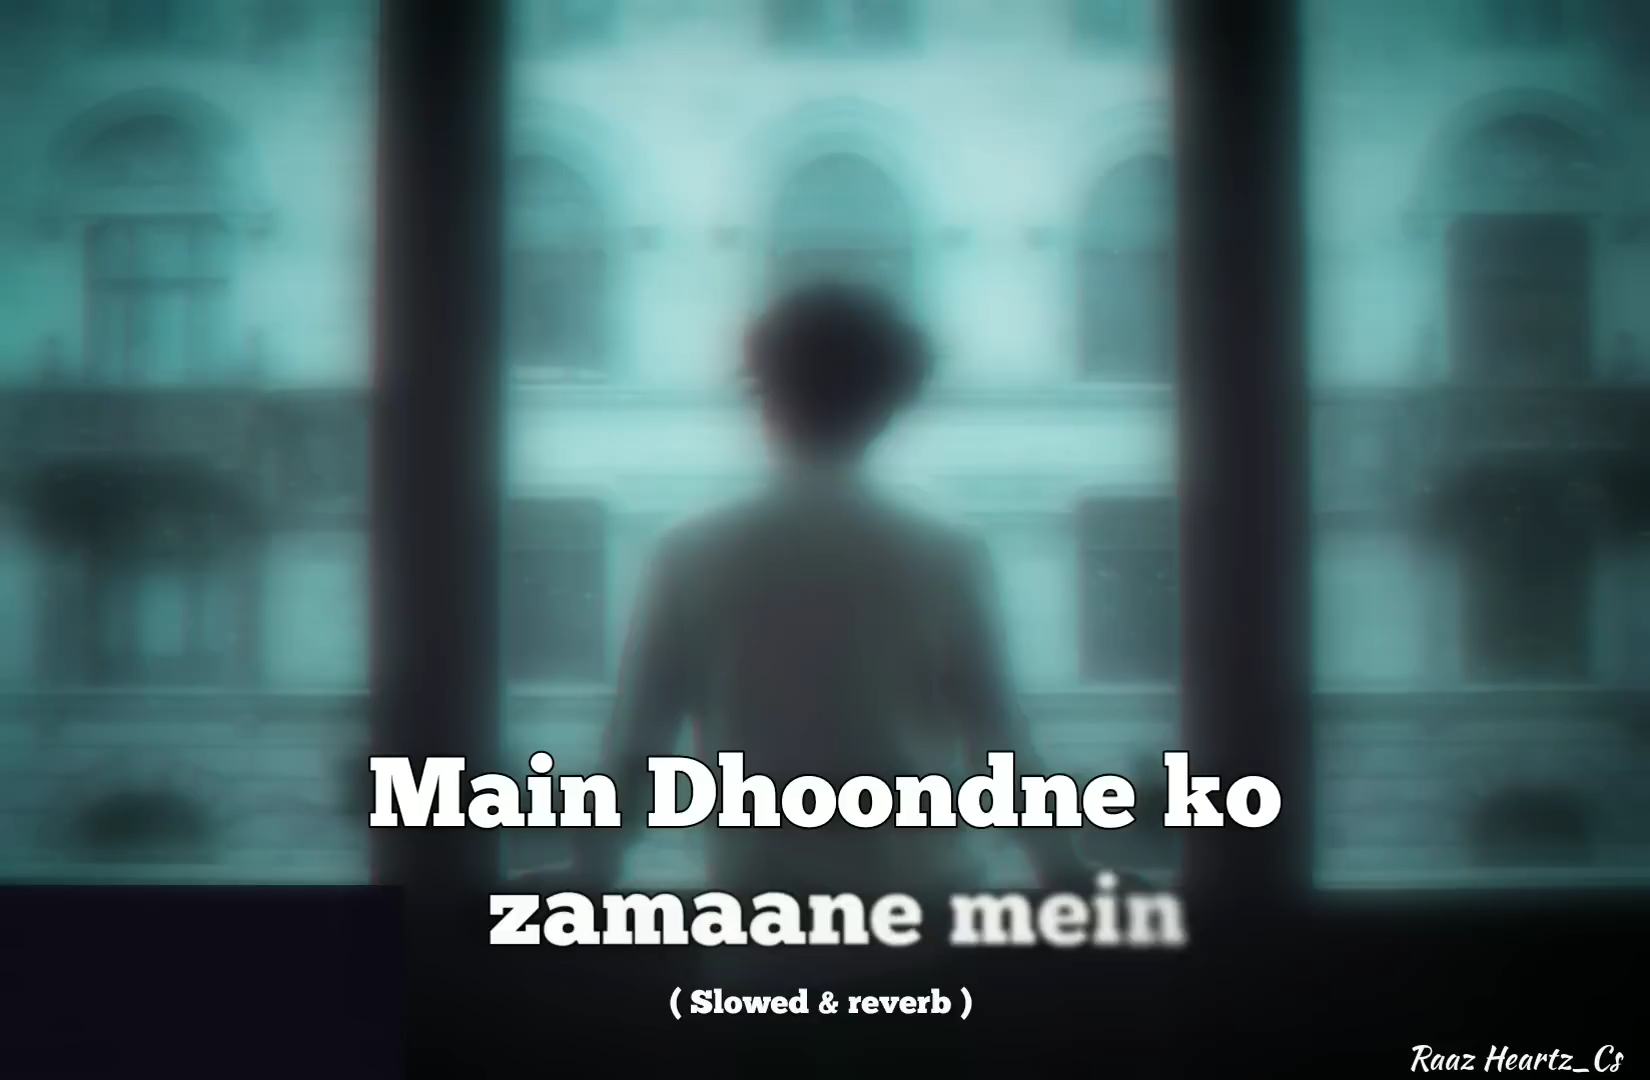 Main Dhoondne ko
zamaane mein
( Slowed & reverb )
Raaz Heartz_Cs